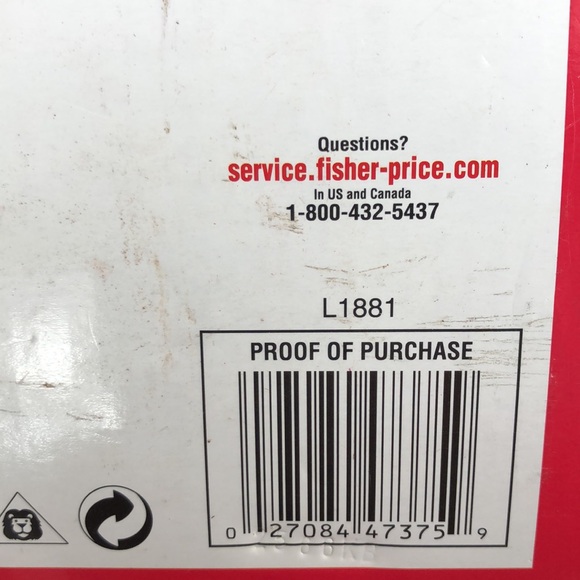 Questions?
service.fisher-price.com
In US and Canada
1-800-432-5437
L1881
PROOF OF PURCHASE
0 27084 47375 9